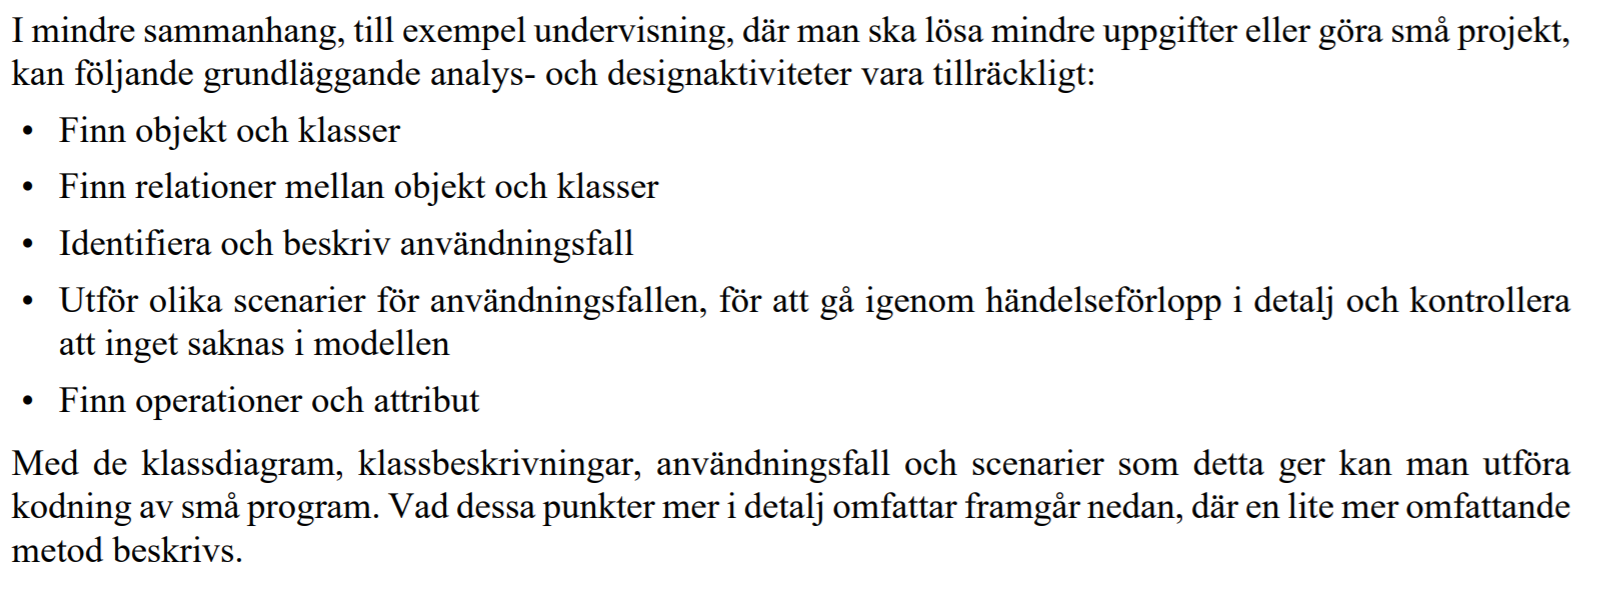 I mindre sammanhang, till exempel undervisning, där man ska lösa mindre uppgifter eller göra små projekt,
kan följande grundläggande analys- och designaktiviteter vara tillräckligt:
• Finn objekt och klasser
• Finn relationer mellan objekt och klasser
• Identifiera och beskriv användningsfall
• Utför olika scenarier för användningsfallen, för att gå igenom händelseförlopp i detalj och kontrollera
att inget saknas i modellen
• Finn operationer och attribut
Med de klassdiagram, klassbeskrivningar, användningsfall och scenarier som detta ger kan man utföra
kodning av små program. Vad dessa punkter mer i detalj omfattar framgår nedan, där en lite mer omfattande
metod beskrivs.